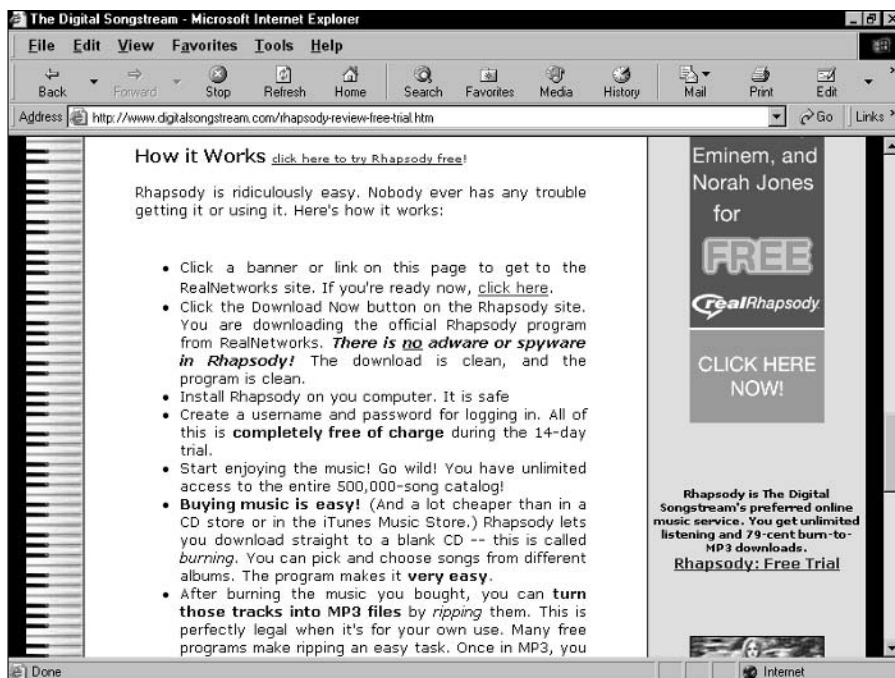 The Digital Songstream - Microsoft Internet Explorer
File Edit View Favorites Tools Help
Back Forward Stop Refresh Home Search Favorites Media History Mail Print Edit
Address http://www.digitalsongstream.com/rhapsody-review-free-trial.htm Go Links
How it Works click here to try Rhapsody free!
Rhapsody is ridiculously easy. Nobody ever has any trouble
getting it or using it. Here's how it works:
• Click a banner or link on this page to get to the
RealNetworks site. If you're ready now, click here.
• Click the Download Now button on the Rhapsody site.
You are downloading the official Rhapsody program
from RealNetworks. There is no adware or spyware
in Rhapsody! The download is clean, and the
program is clean.
• Install Rhapsody on you computer. It is safe
• Create a username and password for logging in. All of
this is completely free of charge during the 14-day
trial.
• Start enjoying the music! Go wild! You have unlimited
access to the entire 500,000-song catalog!
• Buying music is easy! (And a lot cheaper than in a
CD store or in the iTunes Music Store.) Rhapsody lets
you download straight to a blank CD -- this is called
burning. You can pick and choose songs from different
albums. The program makes it very easy.
• After burning the music you bought, you can turn
those tracks into MP3 files by ripping them. This is
perfectly legal when it's for your own use. Many free
programs make ripping an easy task. Once in MP3, you
Eminem, and
Norah Jones
for
FREE
realRhapsody
CLICK HERE
NOW!
Rhapsody is The Digital
Songstream's preferred online
music service. You get unlimited
listening and 79-cent burn-to-
MP3 downloads.
Rhapsody: Free Trial
Done Internet